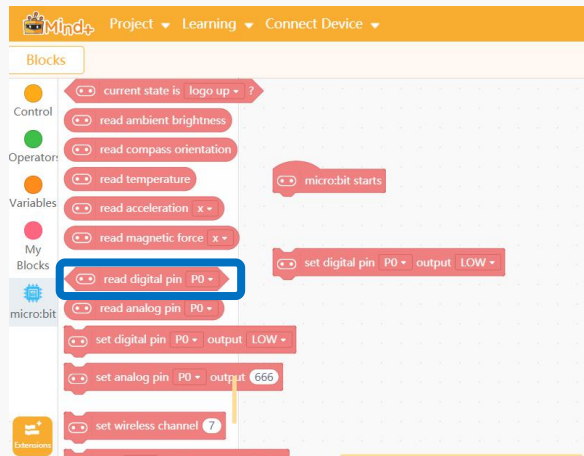 Mind+ Project Learning Connect Device
Blocks
Control
Operators
Variables
My
Blocks
micro:bit
Extensions
current state is logo up ?
read ambient brightness
read compass orientation
read temperature
read acceleration x
read magnetic force x
read digital pin P0
read analog pin P0
set digital pin P0 output LOW
set analog pin P0 output 666
set wireless channel 7
micro:bit starts
set digital pin P0 output LOW